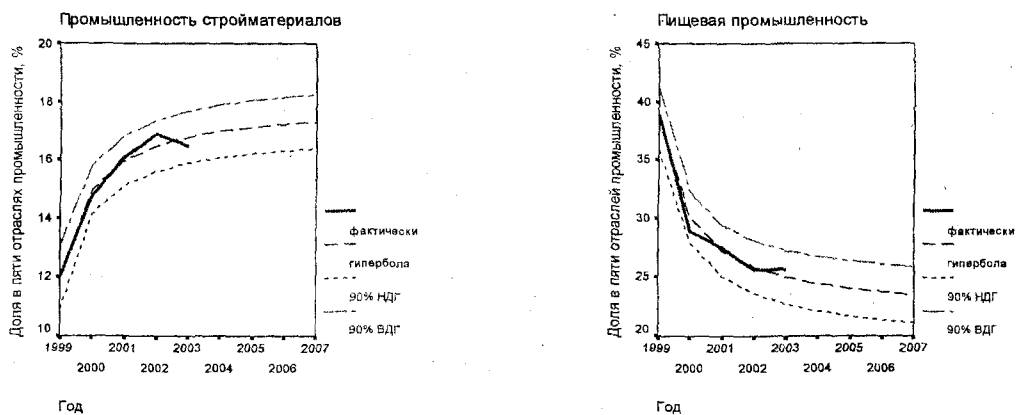 Промышленность стройматериалов
Доля в пяти отраслях промышленности, %
20
18
16
14
12
10
1999
2001
2003
2005
2007
2000
2002
2004
2006
Год
фактически
гипербола
90% НДГ
90% ВДГ
Пищевая промышленность
Доля в пяти отраслей промышленности, %
45
40
35
30
25
20
1999
2001
2003
2005
2007
2000
2002
2004
2006
Год
фактически
гипербола
90% НДГ
90% ВДГ